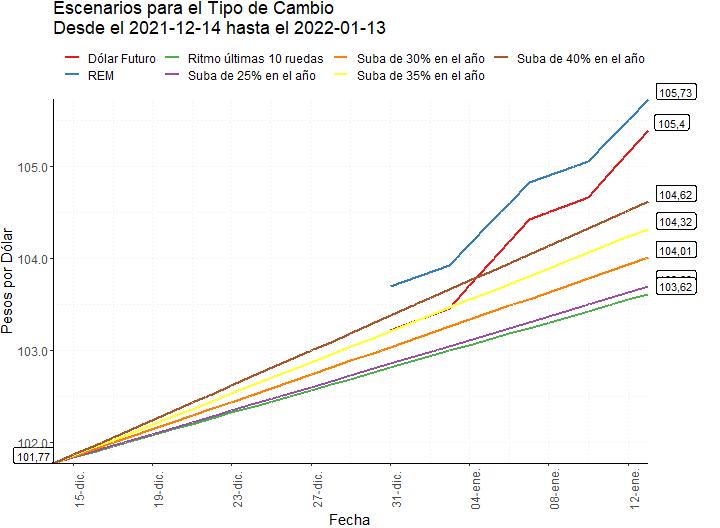 Escenarios para el Tipo de Cambio
Desde el 2021-12-14 hasta el 2022-01-13
Dólar Futuro
Ritmo últimas 10 ruedas
Suba de 30% en el año
Suba de 40% en el año
REM
Suba de 25% en el año
Suba de 35% en el año
105,73
105,4
104,62
104,32
104,01
103,62
101,77
105.0
104.0
103.0
102.0
Pesos por Dólar
15-dic.
19-dic.
23-dic.
27-dic.
31-dic.
04-ene.
08-ene.
12-ene.
Fecha